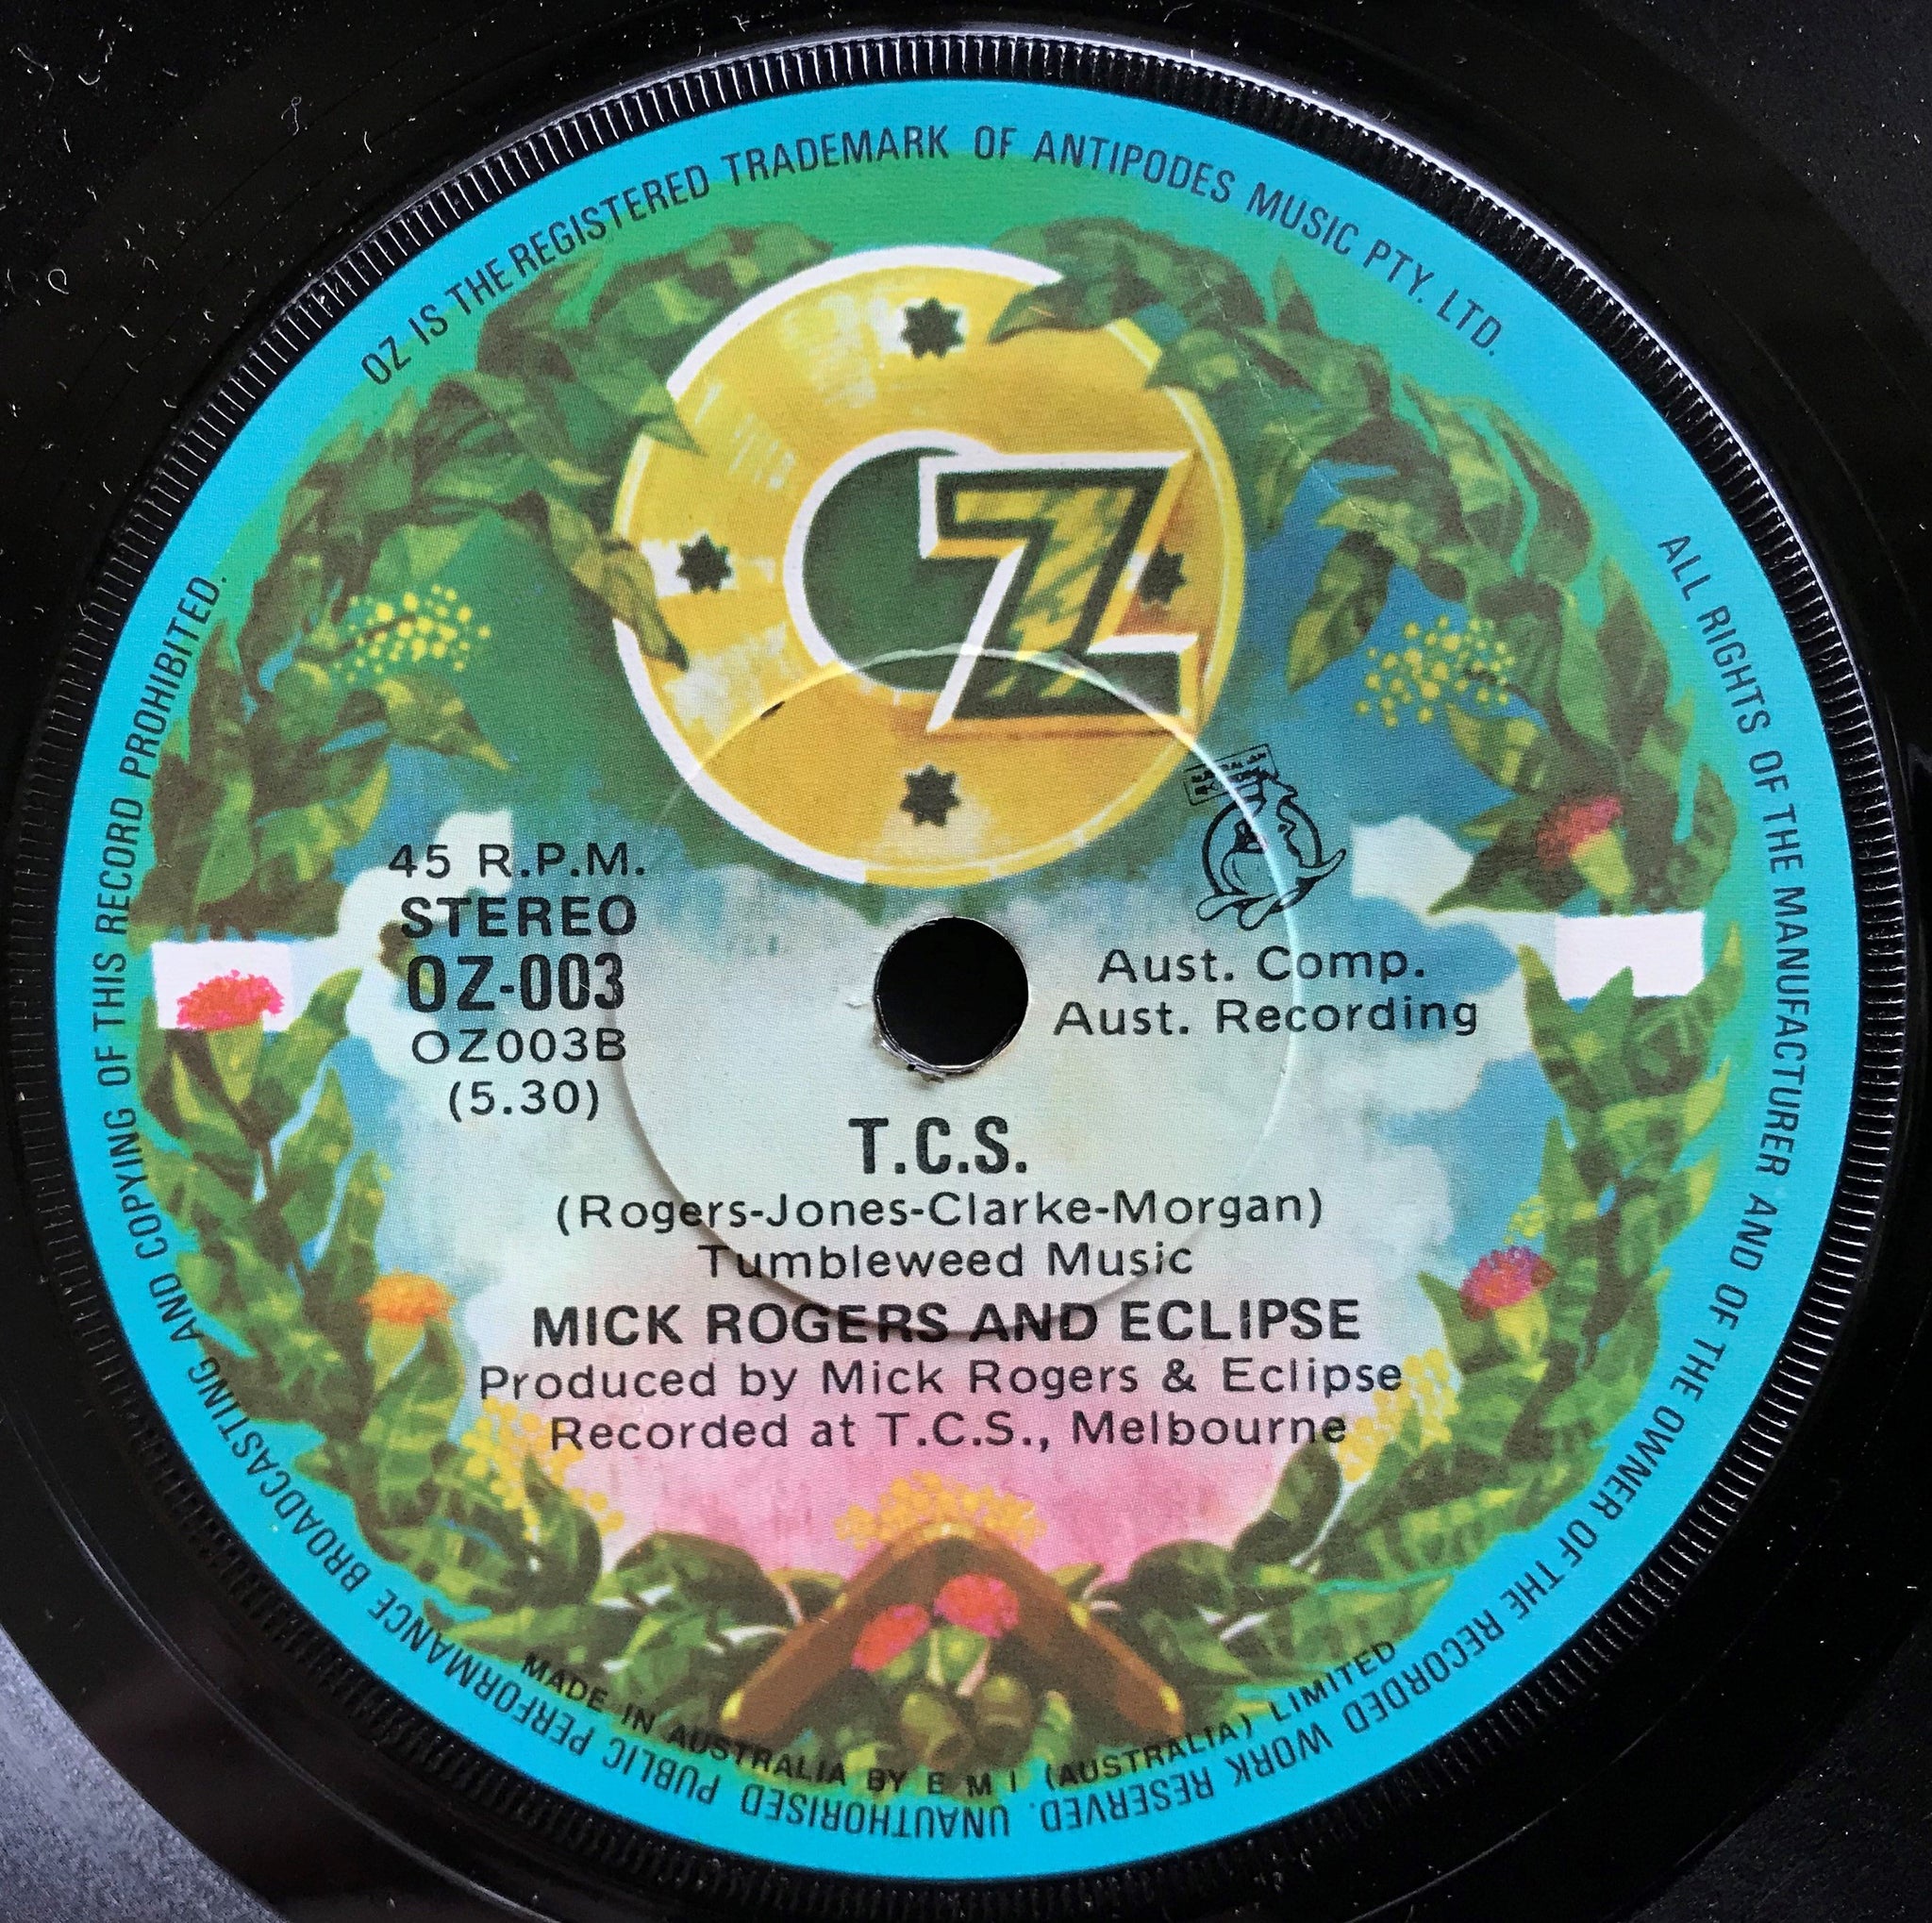 OZ IS THE REGISTERED TRADEMARK OF ANTIPODES MUSIC PTY. LTD.
ALL RIGHTS OF THE MANUFACTURER AND OF THE OWNER OF THE RECORDED WORK RESERVED. UNAUTHORISED PUBLIC PERFORMANCE BROADCASTING AND COPYING OF THIS RECORD PROHIBITED.
OZ
45 R.P.M.
STEREO
OZ-003
OZ003B
(5.30)
Aust. Comp.
Aust. Recording
T.C.S.
(Rogers-Jones-Clarke-Morgan)
Tumbleweed Music
MICK ROGERS AND ECLIPSE
Produced by Mick Rogers & Eclipse
Recorded at T.C.S., Melbourne
MADE IN AUSTRALIA BY E M I (AUSTRALIA) LIMITED